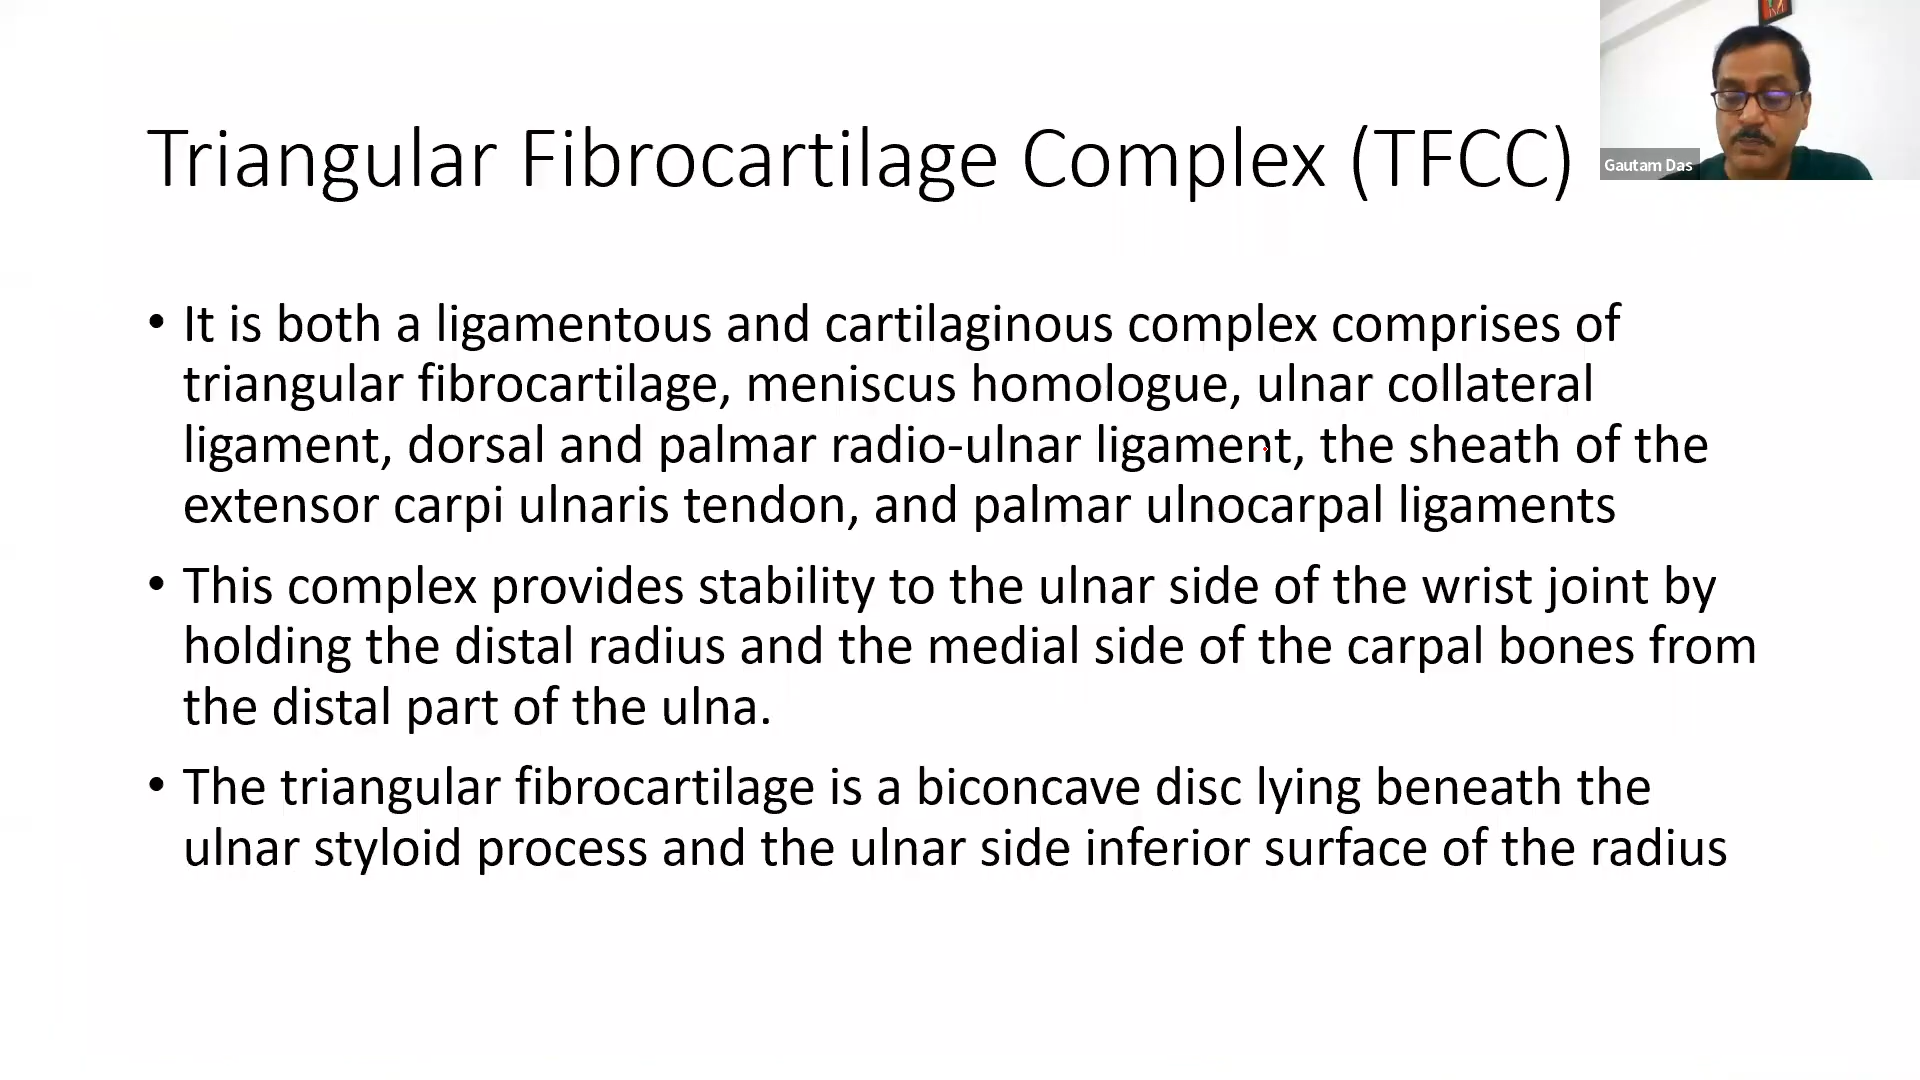 Triangular Fibrocartilage Complex (TFCC)
Gautam Das
• It is both a ligamentous and cartilaginous complex comprises of
triangular fibrocartilage, meniscus homologue, ulnar collateral
ligament, dorsal and palmar radio-ulnar ligament, the sheath of the
extensor carpi ulnaris tendon, and palmar ulnocarpal ligaments
• This complex provides stability to the ulnar side of the wrist joint by
holding the distal radius and the medial side of the carpal bones from
the distal part of the ulna.
• The triangular fibrocartilage is a biconcave disc lying beneath the
ulnar styloid process and the ulnar side inferior surface of the radius